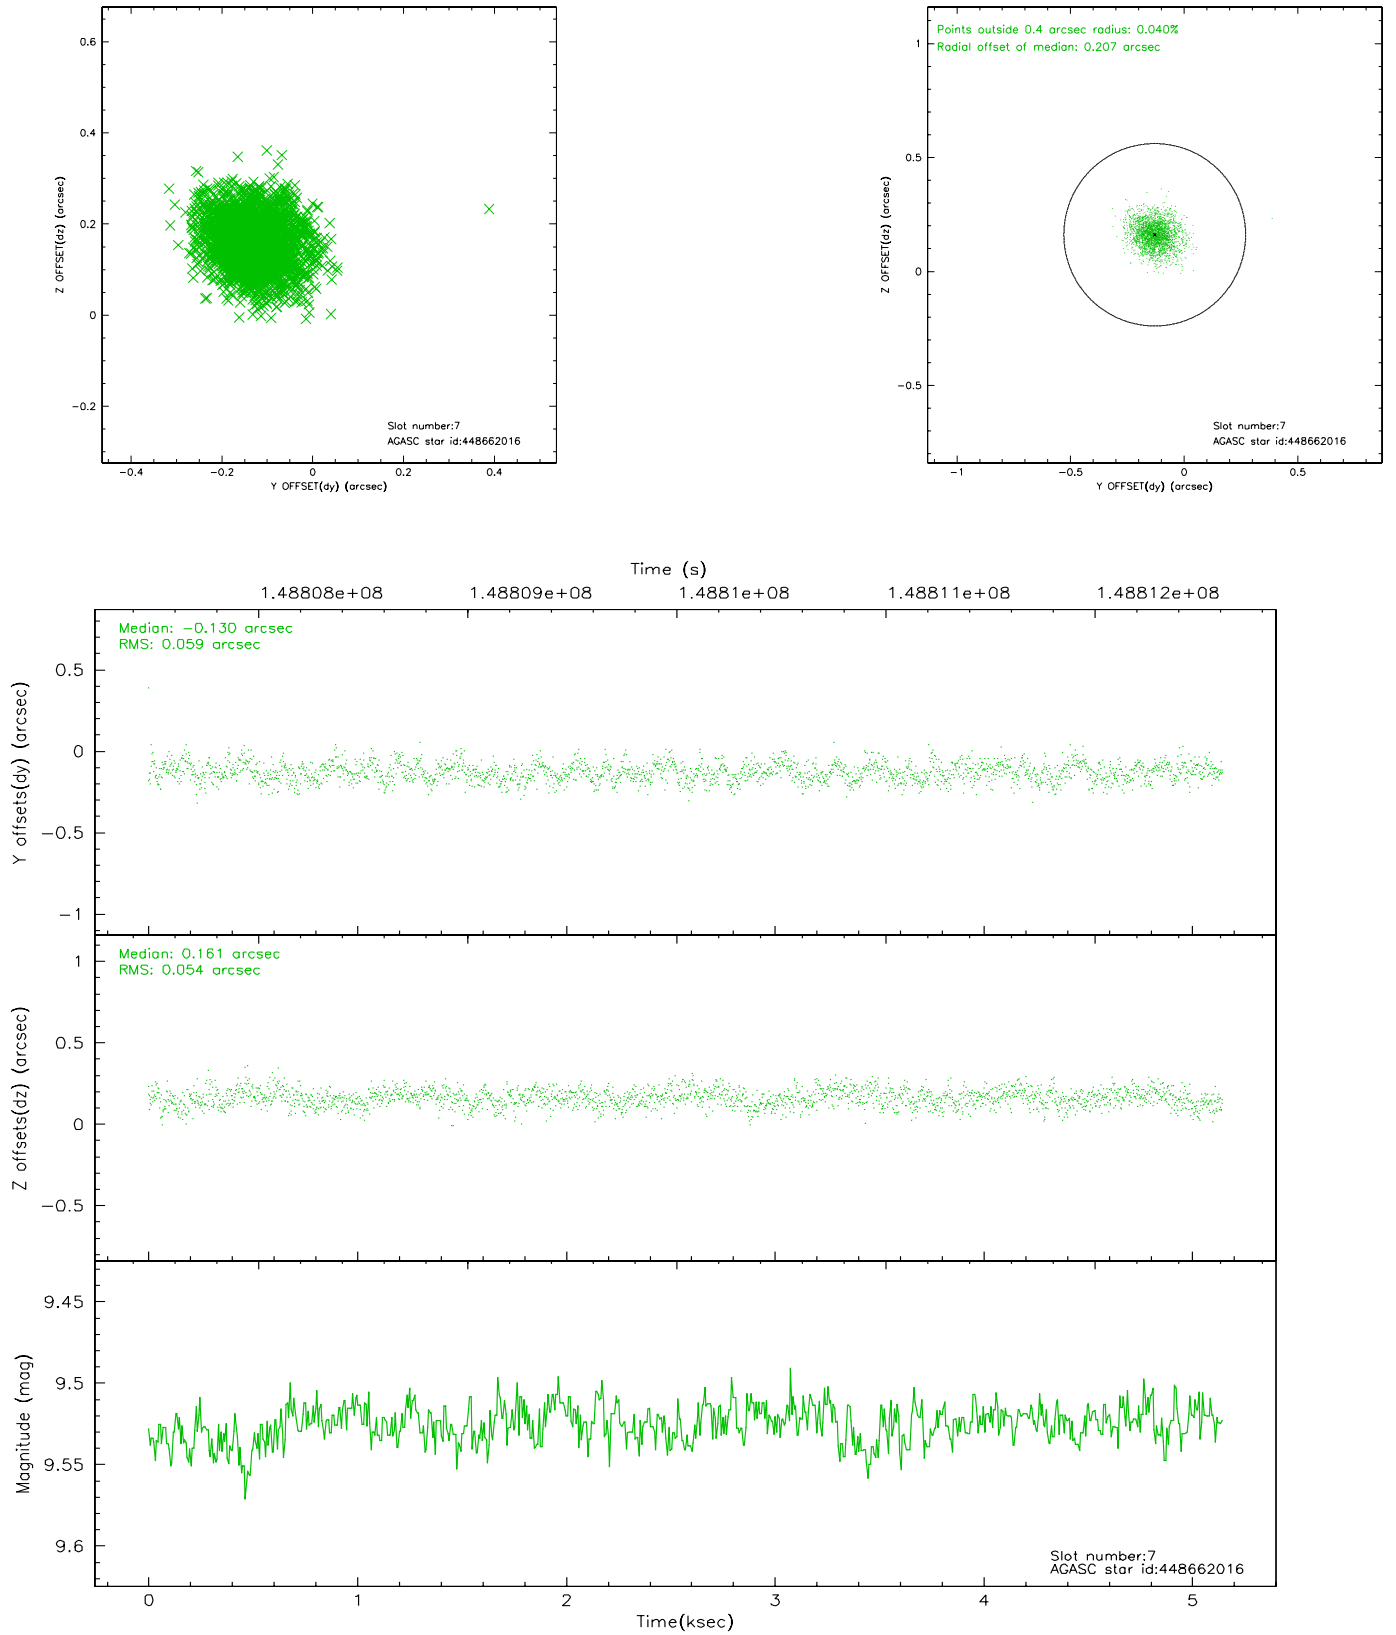 0.6
0.4
0.2
0
−0.2
Z OFFSET(dz) (arcsec)
−0.4
−0.2
0
0.2
0.4
Y OFFSET(dy) (arcsec)
Slot number:7
AGASC star id:448662016
Points outside 0.4 arcsec radius: 0.040%
Radial offset of median: 0.207 arcsec
1
0.5
0
−0.5
Z OFFSET(dz) (arcsec)
−1
−0.5
0
0.5
Y OFFSET(dy) (arcsec)
Slot number:7
AGASC star id:448662016
Time (s)
1.48808e+08
1.48809e+08
1.4881e+08
1.48811e+08
1.48812e+08
Median: −0.130 arcsec
RMS: 0.059 arcsec
0.5
0
−0.5
−1
Y offsets(dy) (arcsec)
Median: 0.161 arcsec
RMS: 0.054 arcsec
1
0.5
0
−0.5
Z offsets(dz) (arcsec)
9.45
9.5
9.55
9.6
Magnitude (mag)
Slot number:7
AGASC star id:448662016
0
1
2
3
4
5
Time(ksec)